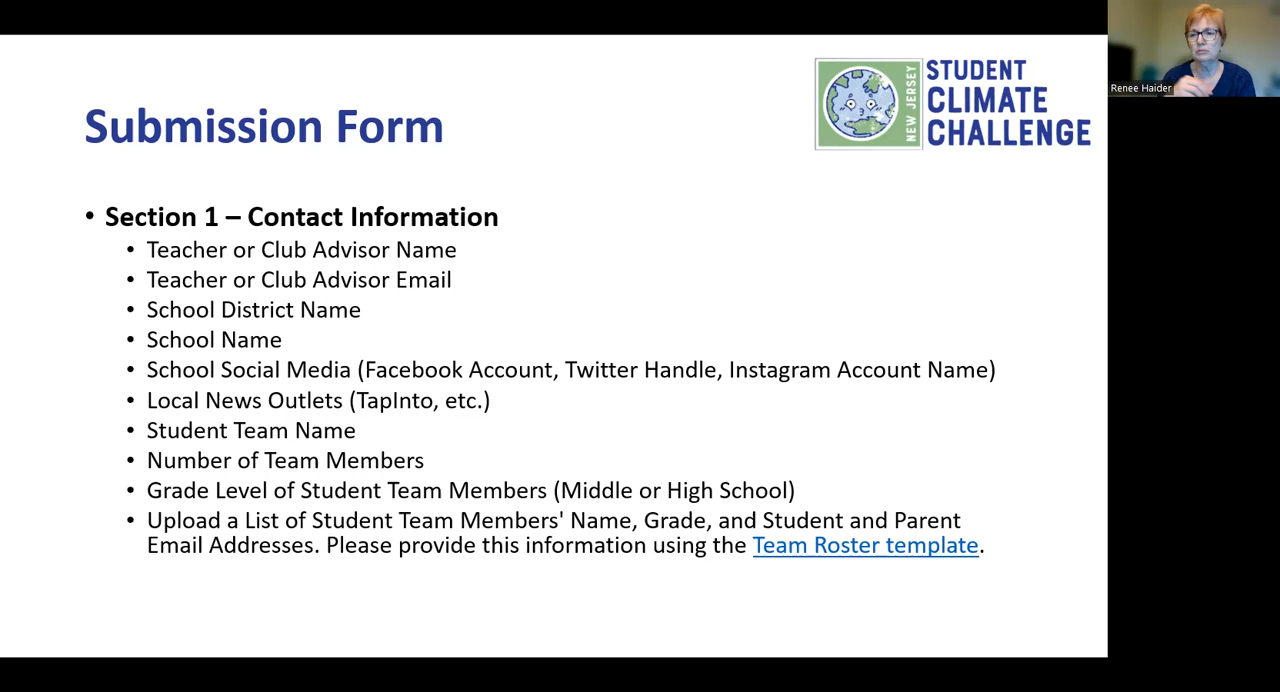 STUDENT
CLIMATE
CHALLENGE
NEW JERSEY
Renee Haider
Submission Form
• Section 1 – Contact Information
• Teacher or Club Advisor Name
• Teacher or Club Advisor Email
• School District Name
• School Name
• School Social Media (Facebook Account, Twitter Handle, Instagram Account Name)
• Local News Outlets (TapInto, etc.)
• Student Team Name
• Number of Team Members
• Grade Level of Student Team Members (Middle or High School)
• Upload a List of Student Team Members' Name, Grade, and Student and Parent
Email Addresses. Please provide this information using the Team Roster template.